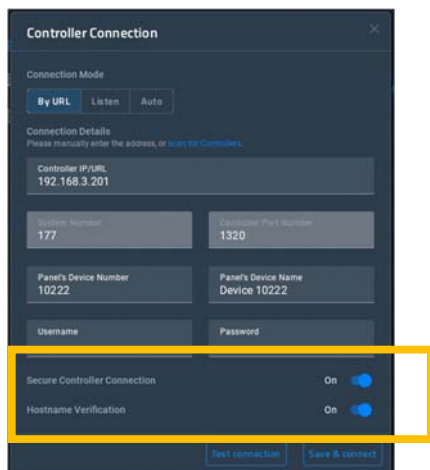 Controller Connection
Connection Mode
By URL Listen Auto
Connection Details
Please manually enter the address, or scan for Controllers.
Controller IP/URL
192.168.3.201
System Number Controller Port Number
177 1320
Panel's Device Number Panel's Device Name
10222 Device 10222
Username Password
Secure Controller Connection On
Hostname Verification On
Test connection Save & connect